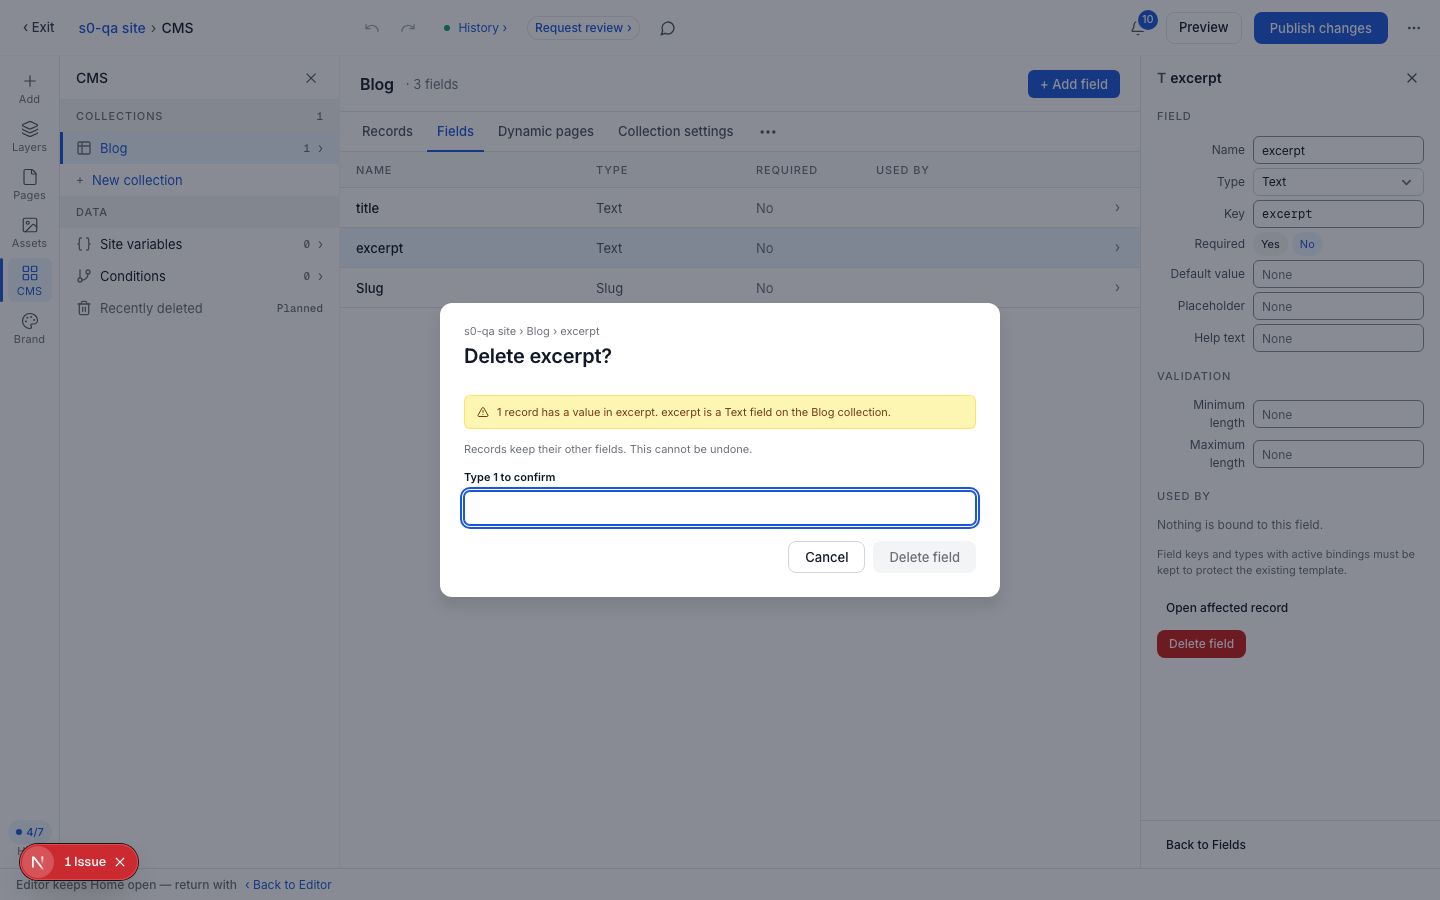 ‹ Exit
s0-qa site › CMS
History ›
Request review ›
10
Preview
Publish changes
Add
Layers
Pages
Assets
CMS
Brand
4/7
CMS
COLLECTIONS 1
Blog 1 ›
+ New collection
DATA
Site variables 0 ›
Conditions 0 ›
Recently deleted Planned
Blog · 3 fields
+ Add field
Records Fields Dynamic pages Collection settings
NAME TYPE REQUIRED USED BY
title Text No
excerpt Text No
Slug Slug No
s0-qa site › Blog › excerpt
Delete excerpt?
1 record has a value in excerpt. excerpt is a Text field on the Blog collection.
Records keep their other fields. This cannot be undone.
Type 1 to confirm
Cancel Delete field
T excerpt
FIELD
Name excerpt
Type Text
Key excerpt
Required Yes No
Default value None
Placeholder None
Help text None
VALIDATION
Minimum length None
Maximum length None
USED BY
Nothing is bound to this field.
Field keys and types with active bindings must be
kept to protect the existing template.
Open affected record
Delete field
Back to Fields
N 1 Issue
Editor keeps Home open — return with ‹ Back to Editor